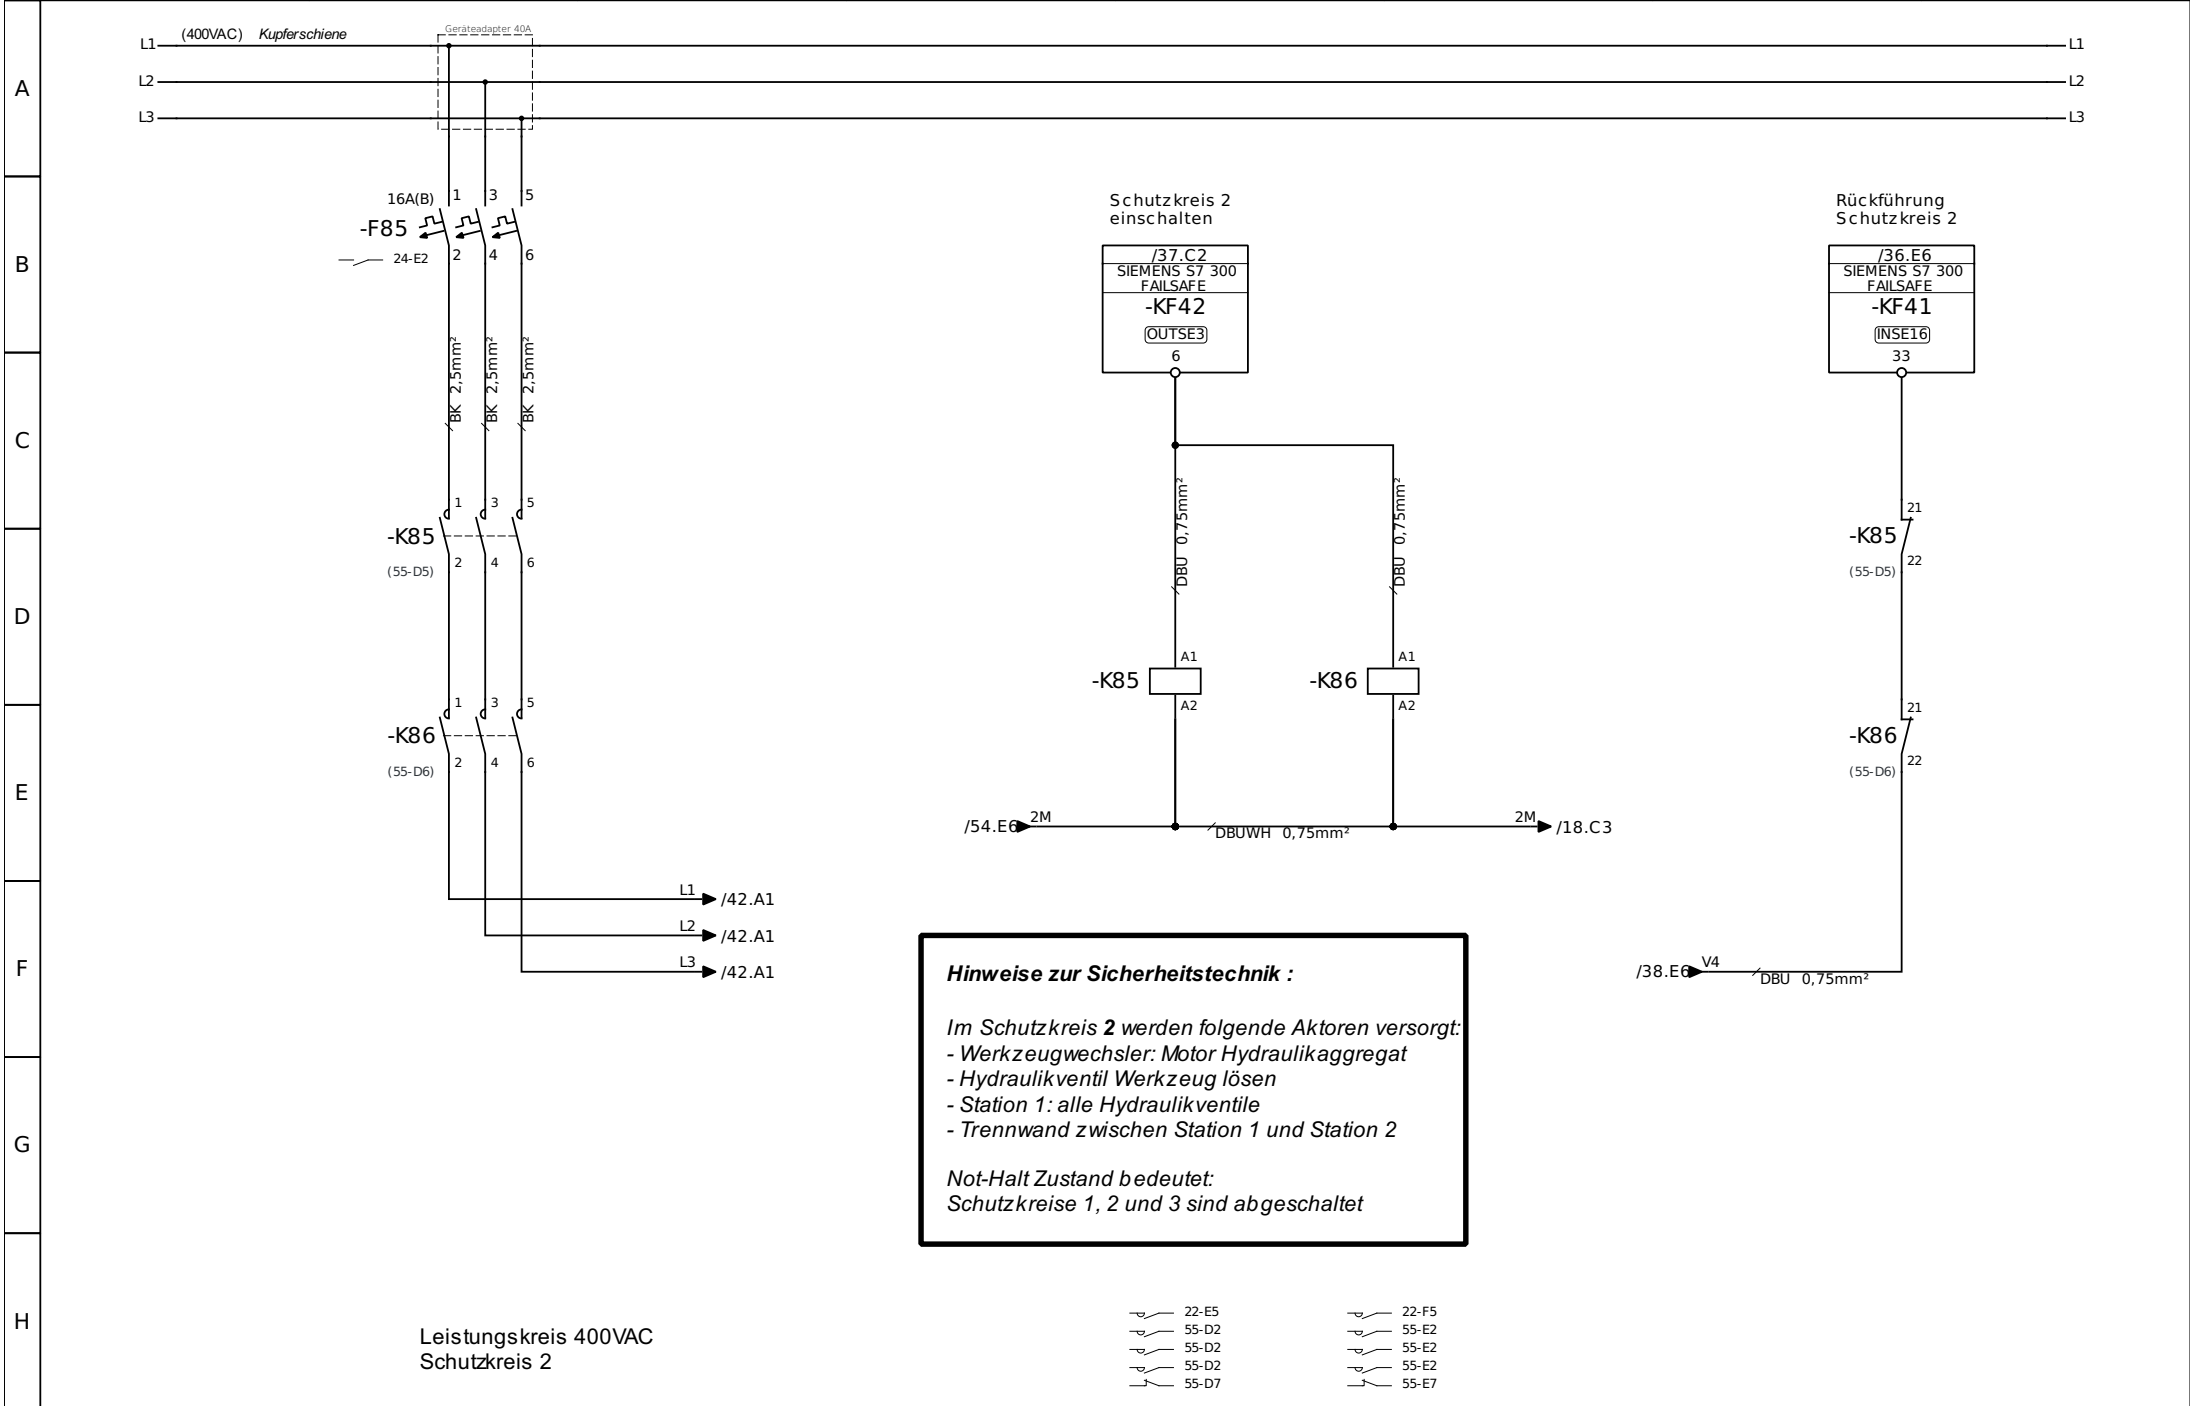 Geräteadapter 40A
(400VAC) Kupferschiene
L1 L1
L2 L2
L3 L3
A
B
C
D
E
F
G
H
16A(B)
1 3 5
-F85
24-E2
2 4 6
BK 2,5mm²
BK 2,5mm²
BK 2,5mm²
1 3 5
-K85
(55-D5)
2 4 6
1 3 5
-K86
(55-D6)
2 4 6
L1 /42.A1
L2 /42.A1
L3 /42.A1
Leistungskreis 400VAC
Schutzkreis 2
Schutzkreis 2
einschalten
/37.C2
SIEMENS S7 300
FAILSAFE
-KF42
OUTSE3
6
DBU 0,75mm²
DBU 0,75mm²
A1
-K85
A2
A1
-K86
A2
/54.E6 2M
DBUWH 0,75mm²
2M /18.C3
Hinweise zur Sicherheitstechnik :
Im Schutzkreis 2 werden folgende Aktoren versorgt:
- Werkzeugwechsler: Motor Hydraulikaggregat
- Hydraulikventil Werkzeug lösen
- Station 1: alle Hydraulikventile
- Trennwand zwischen Station 1 und Station 2
Not-Halt Zustand bedeutet:
Schutzkreise 1, 2 und 3 sind abgeschaltet
22-E5
55-D2
55-D2
55-D2
55-D7
22-F5
55-E2
55-E2
55-E2
55-E7
Rückführung
Schutzkreis 2
/36.E6
SIEMENS S7 300
FAILSAFE
-KF41
INSE16
33
21
-K85
(55-D5)
22
21
-K86
(55-D6)
22
/38.E6 V4
DBU 0,75mm²